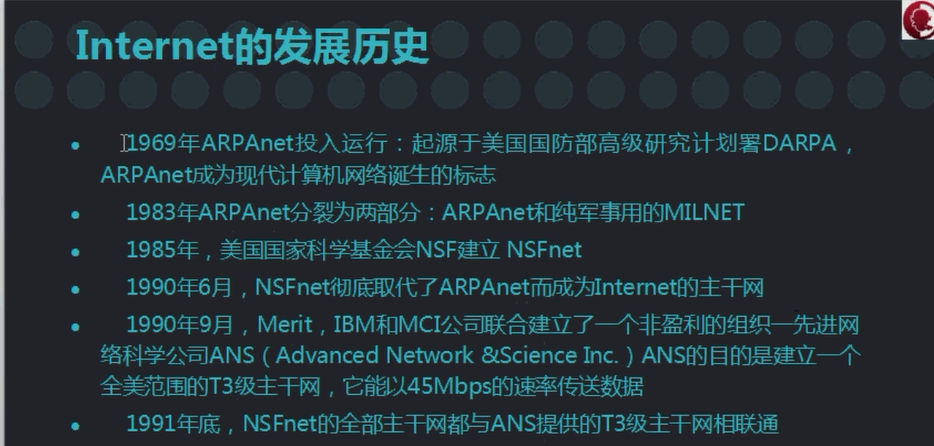 Internet的发展历史
• 1969年ARPAnet投入运行：起源于美国国防部高级研究计划署DARPA，
ARPAnet成为现代计算机网络诞生的标志
• 1983年ARPAnet分裂为两部分：ARPAnet和纯军事用的MILNET
• 1985年，美国国家科学基金会NSF建立 NSFnet
• 1990年6月，NSFnet彻底取代了ARPAnet而成为Internet的主干网
• 1990年9月，Merit，IBM和MCI公司联合建立了一个非盈利的组织—先进网
络科学公司ANS（Advanced Network &Science Inc.）ANS的目的是建立一个
全美范围的T3级主干网，它能以45Mbps的速率传送数据
• 1991年底，NSFnet的全部主干网都与ANS提供的T3级主干网相联通